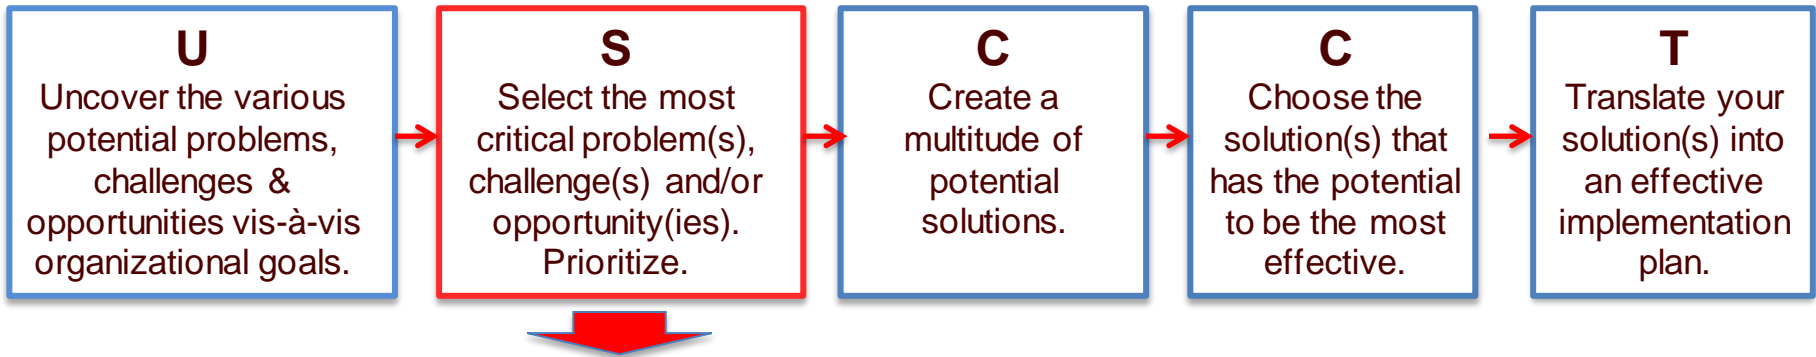 U
Uncover the various
potential problems,
challenges &
opportunities vis-à-vis
organizational goals.
S
Select the most
critical problem(s),
challenge(s) and/or
opportunity(ies).
Prioritize.
C
Create a
multitude of
potential
solutions.
C
Choose the
solution(s) that
has the potential
to be the most
effective.
T
Translate your
solution(s) into
an effective
implementation
plan.